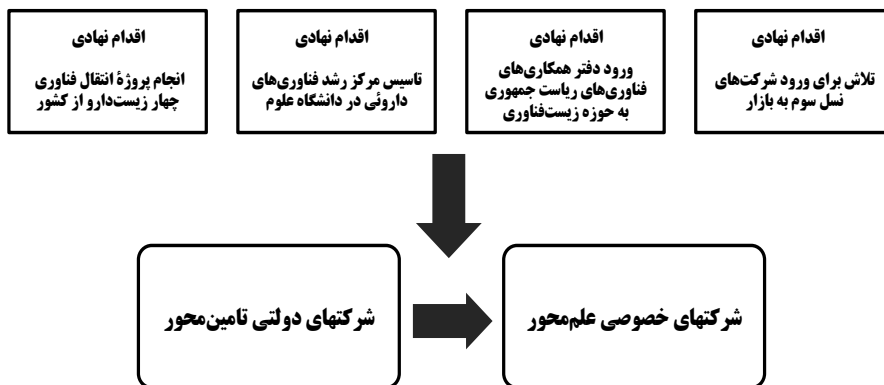 اقدام نهادی
تلاش برای ورود شرکت‌های
نسل سوم به بازار
اقدام نهادی
ورود دفتر همکاری‌های
فناوری‌های ریاست جمهوری
به حوزه زیست‌فناوری
اقدام نهادی
تاسیس مرکز رشد فناوری‌های
داروئی در دانشگاه علوم
اقدام نهادی
انجام پروژهٔ انتقال فناوری
چهار زیست‌دارو از کشور
شرکتهای خصوصی علم‌محور
شرکتهای دولتی تامین‌محور